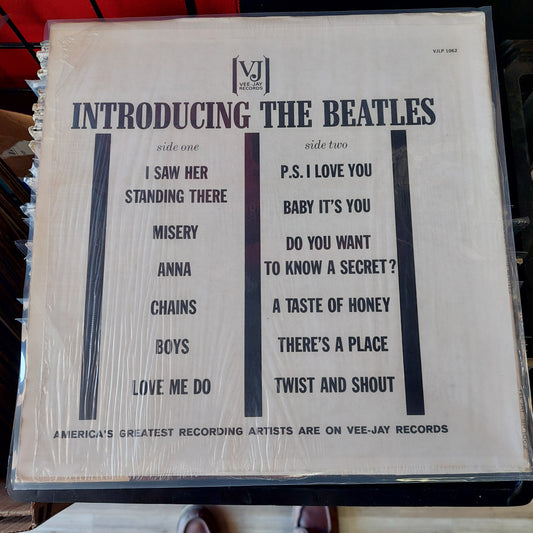 VJLP 1062
VJ
VEE-JAY
RECORDS
INTRODUCING THE BEATLES
side one
I SAW HER
STANDING THERE
MISERY
ANNA
CHAINS
BOYS
LOVE ME DO
side two
P.S. I LOVE YOU
BABY IT'S YOU
DO YOU WANT
TO KNOW A SECRET?
A TASTE OF HONEY
THERE'S A PLACE
TWIST AND SHOUT
AMERICA'S GREATEST RECORDING ARTISTS ARE ON VEE-JAY RECORDS